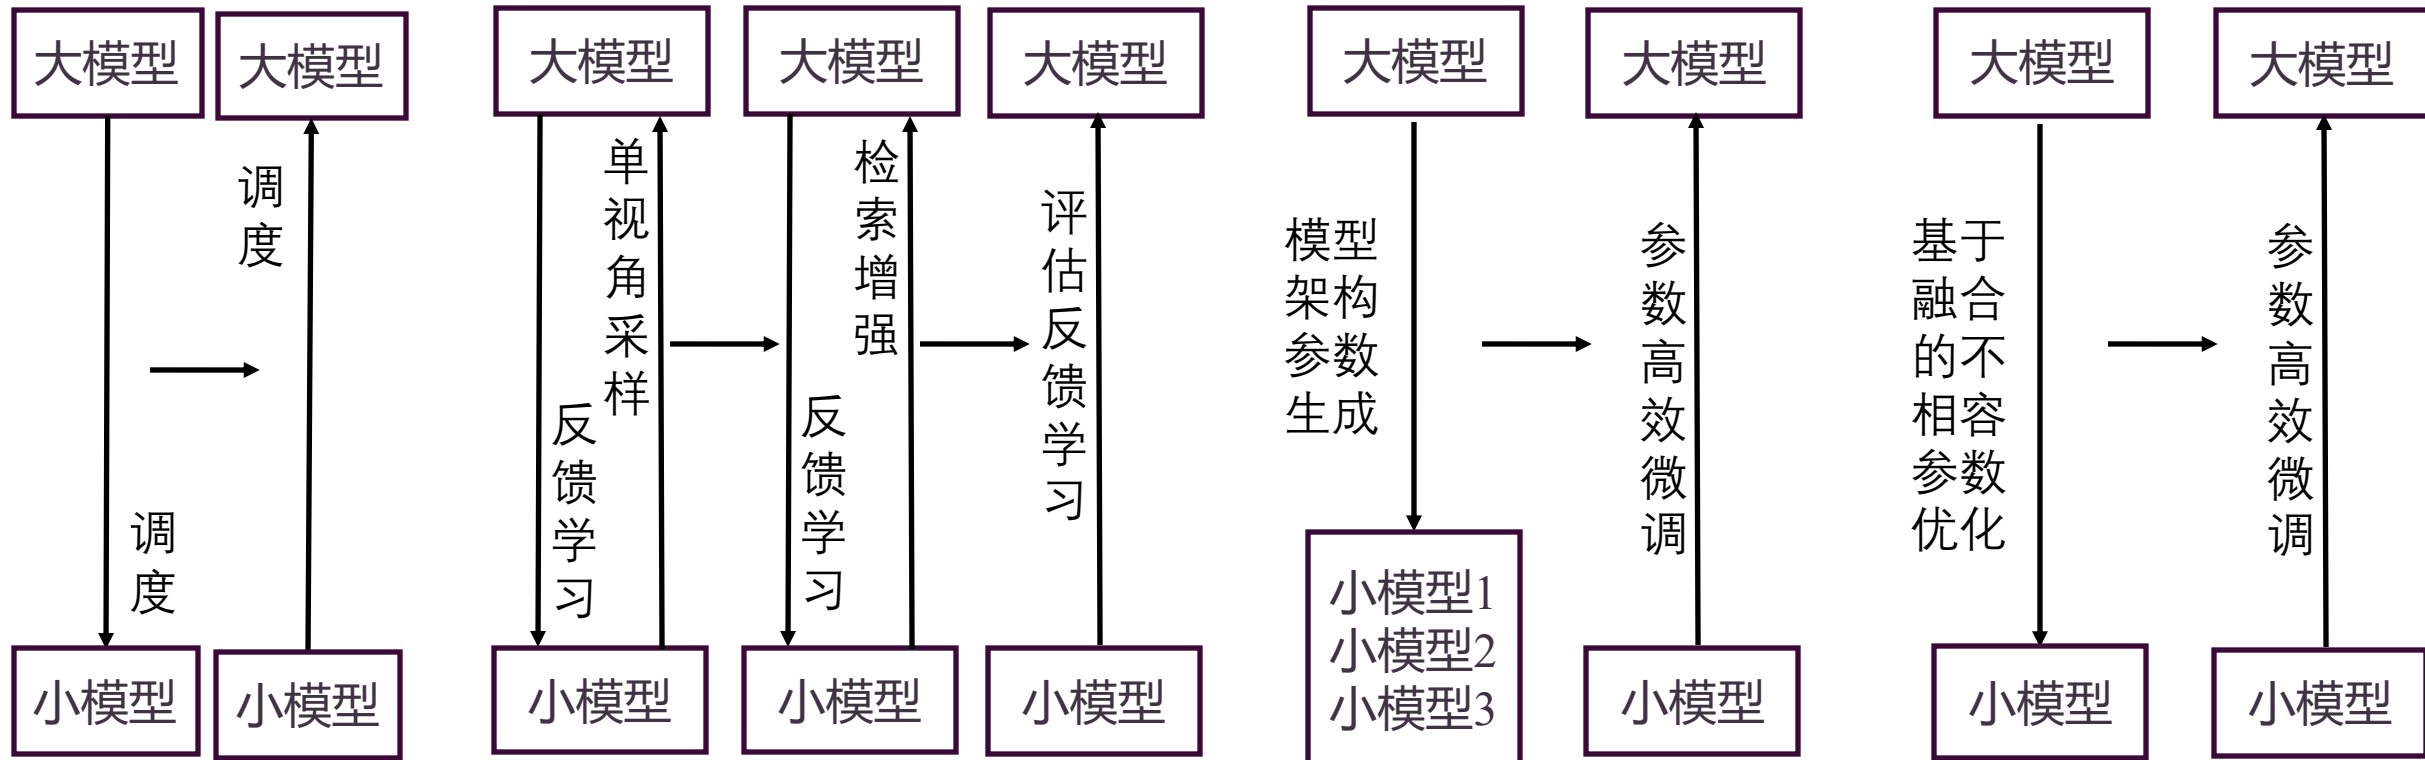 大模型
大模型
调度
调度
小模型
小模型
大模型
大模型
大模型
单视角采样
反馈学习
检索增强
反馈学习
评估反馈学习
小模型
小模型
小模型
大模型
大模型
模型
架构
参数
生成
参数高效微调
小模型1
小模型2
小模型3
小模型
大模型
大模型
基于
融合
的不
相容
参数
优化
参数高效微调
小模型
小模型